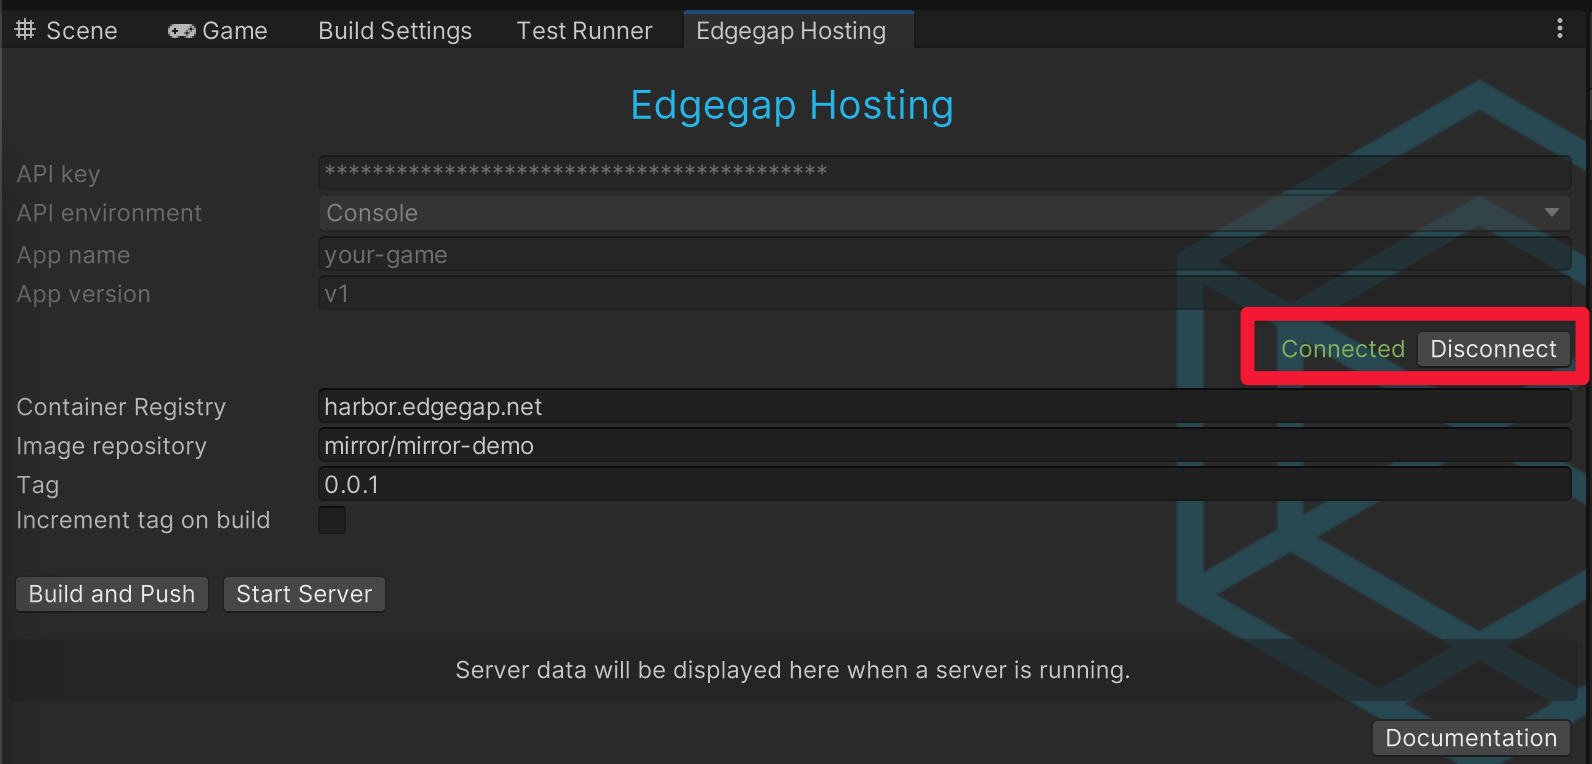 Scene Game Build Settings Test Runner Edgegap Hosting
Edgegap Hosting
API key ******************************************
API environment Console
App name your-game
App version v1
Connected Disconnect
Container Registry harbor.edgegap.net
Image repository mirror/mirror-demo
Tag 0.0.1
Increment tag on build
Build and Push Start Server
Server data will be displayed here when a server is running.
Documentation